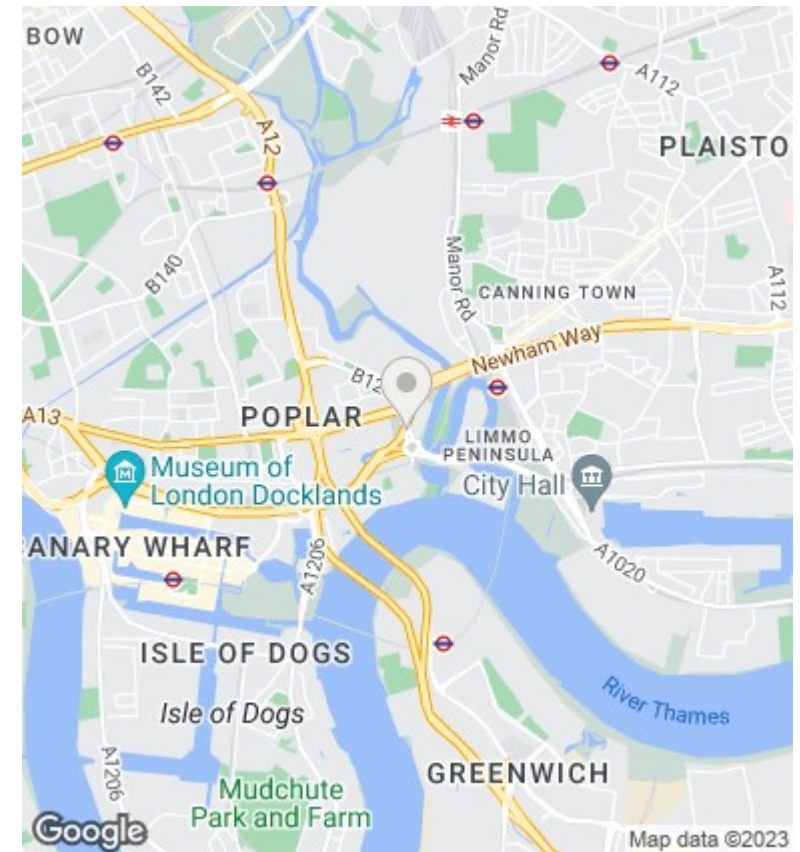 BOW
Manor Rd
B142
A12
A112
PLAISTO
B140
Manor Rd
A112
CANNING TOWN
Newham Way
B12
A13
POPLAR
LIMMO
PENINSULA
Museum of
London Docklands
City Hall
ANARY WHARF
A1206
A1020
ISLE OF DOGS
Isle of Dogs
River Thames
A1206
GREENWICH
Mudchute
Park and Farm
Google
Map data ©2023